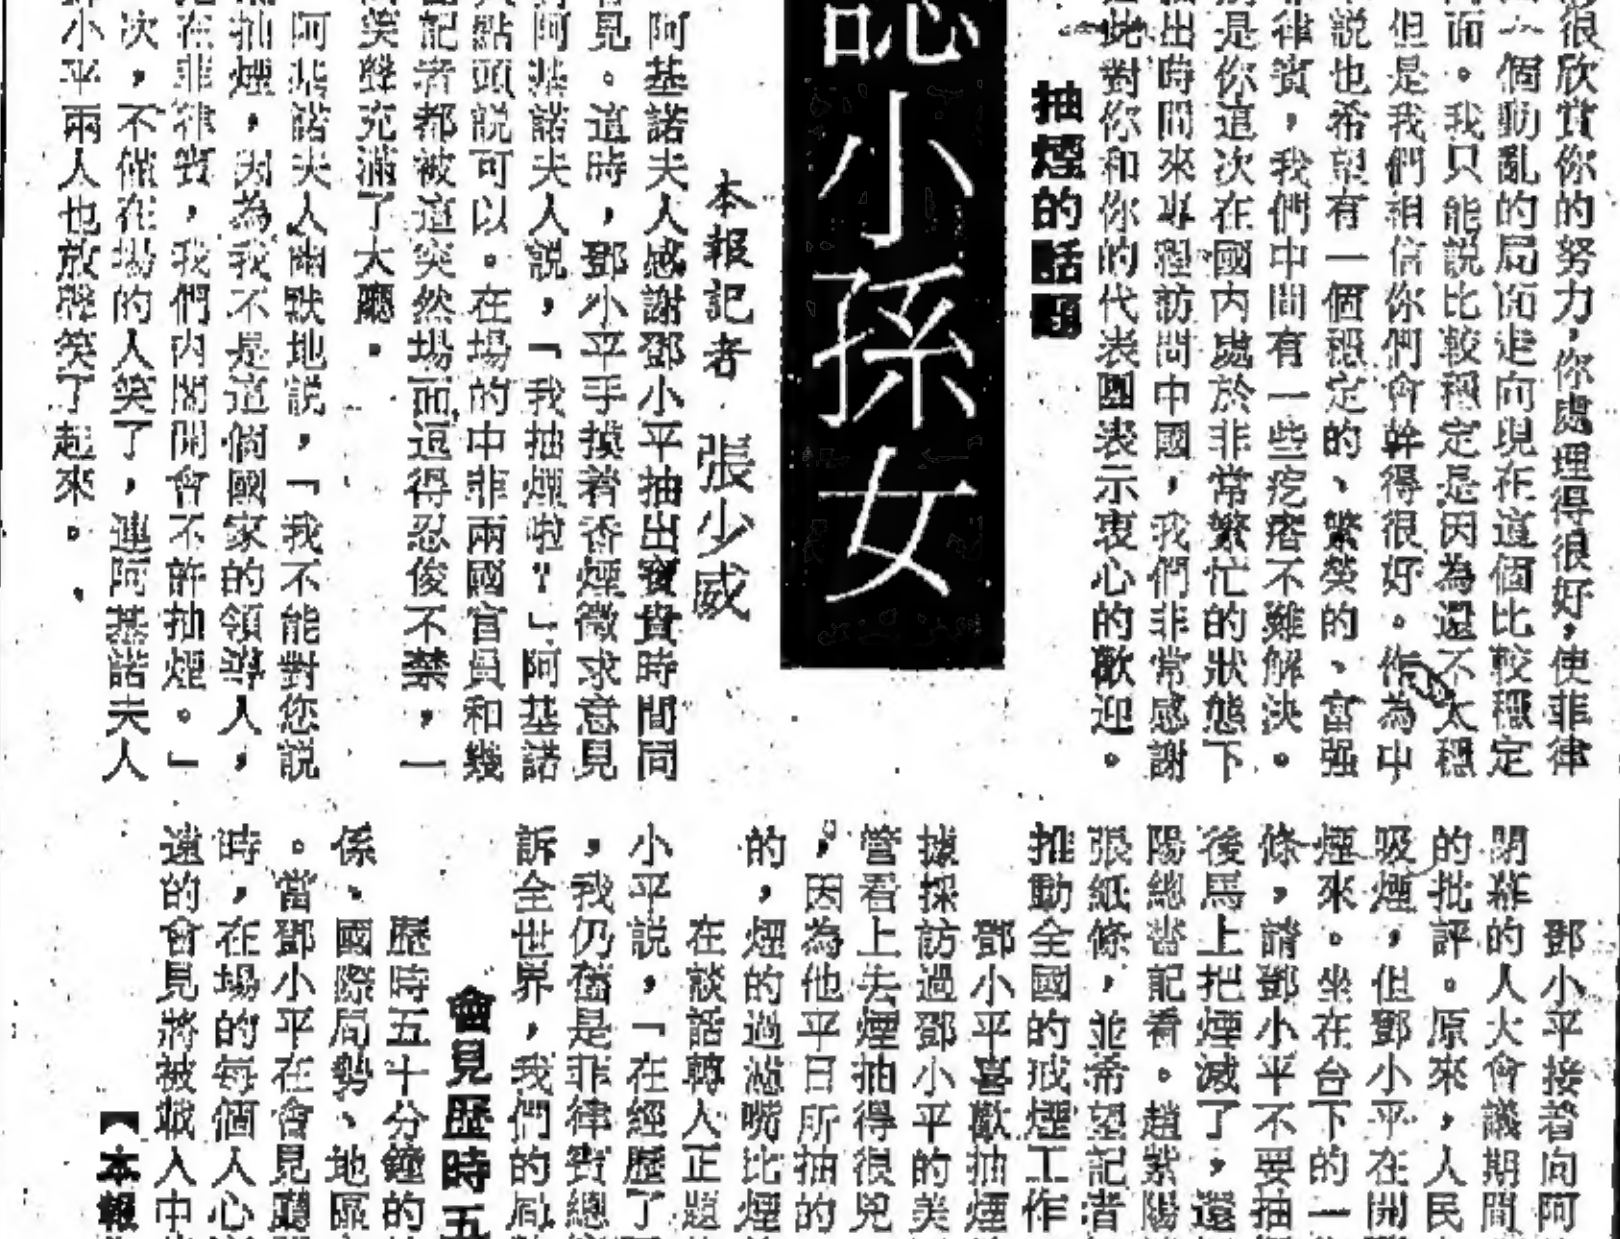 很欣賞你的努力，你處理得很好，使菲律
一個動亂的局面走向現在這個比較穩定
面。我只能說比較穩定是因為還不太穩
但是我們相信你們會幹得很好。作為中
說也希望有一個穩定的、繁榮的、富强
律賓，我們中間有一些疙瘩不難解決。
是你這次在國內處於非常繁忙的狀態下
出時間來專程訪問中國，我們非常感謝
此對你和你的代表團表示衷心的歡迎。
抽煙的話題
小孫女
本報記者 張少威
阿基諾夫人感謝鄧小平抽出寶貴時間同
見。這時，鄧小平手摸着香煙徵求意見
阿基諾夫人說，「我抽煙啦？」阿基諾
點頭說可以。在場的中菲兩國官員和幾
記者都被這突然場面逗得忍俊不禁，一
笑聲充滿了大廳。
阿基諾夫人幽默地說，「我不能對您說
抽煙，因為我不是這個國家的領導人，
在菲律賓，我們內閣開會不許抽煙。」
次，不僅在場的人笑了，連阿基諾夫人
小平兩人也放聲笑了起來。
鄧小平接着向阿
閉幕的人大會議期間
的批評。原來，人民
吸煙，但鄧小平在開
煙來。坐在台下的一
條，請鄧小平不要抽
後馬上把煙滅了，還
陽總當記者。趙紫陽
張紙條，並希望記者
推動全國的戒煙工作
鄧小平喜歡抽煙
據採訪過鄧小平的美
管看上去煙抽得很兇
，因為他平日所抽的
的，煙的過濾嘴比煙
在談話轉入正題
小平說，「在經歷了
，我仍舊是菲律賓總
訴全世界，我們的局
會見歷時五
歷時五十分鐘的
係、國際局勢、地區
。當鄧小平在會見廳
時，在場的每個人心
遠的會見將被載入中
【本報